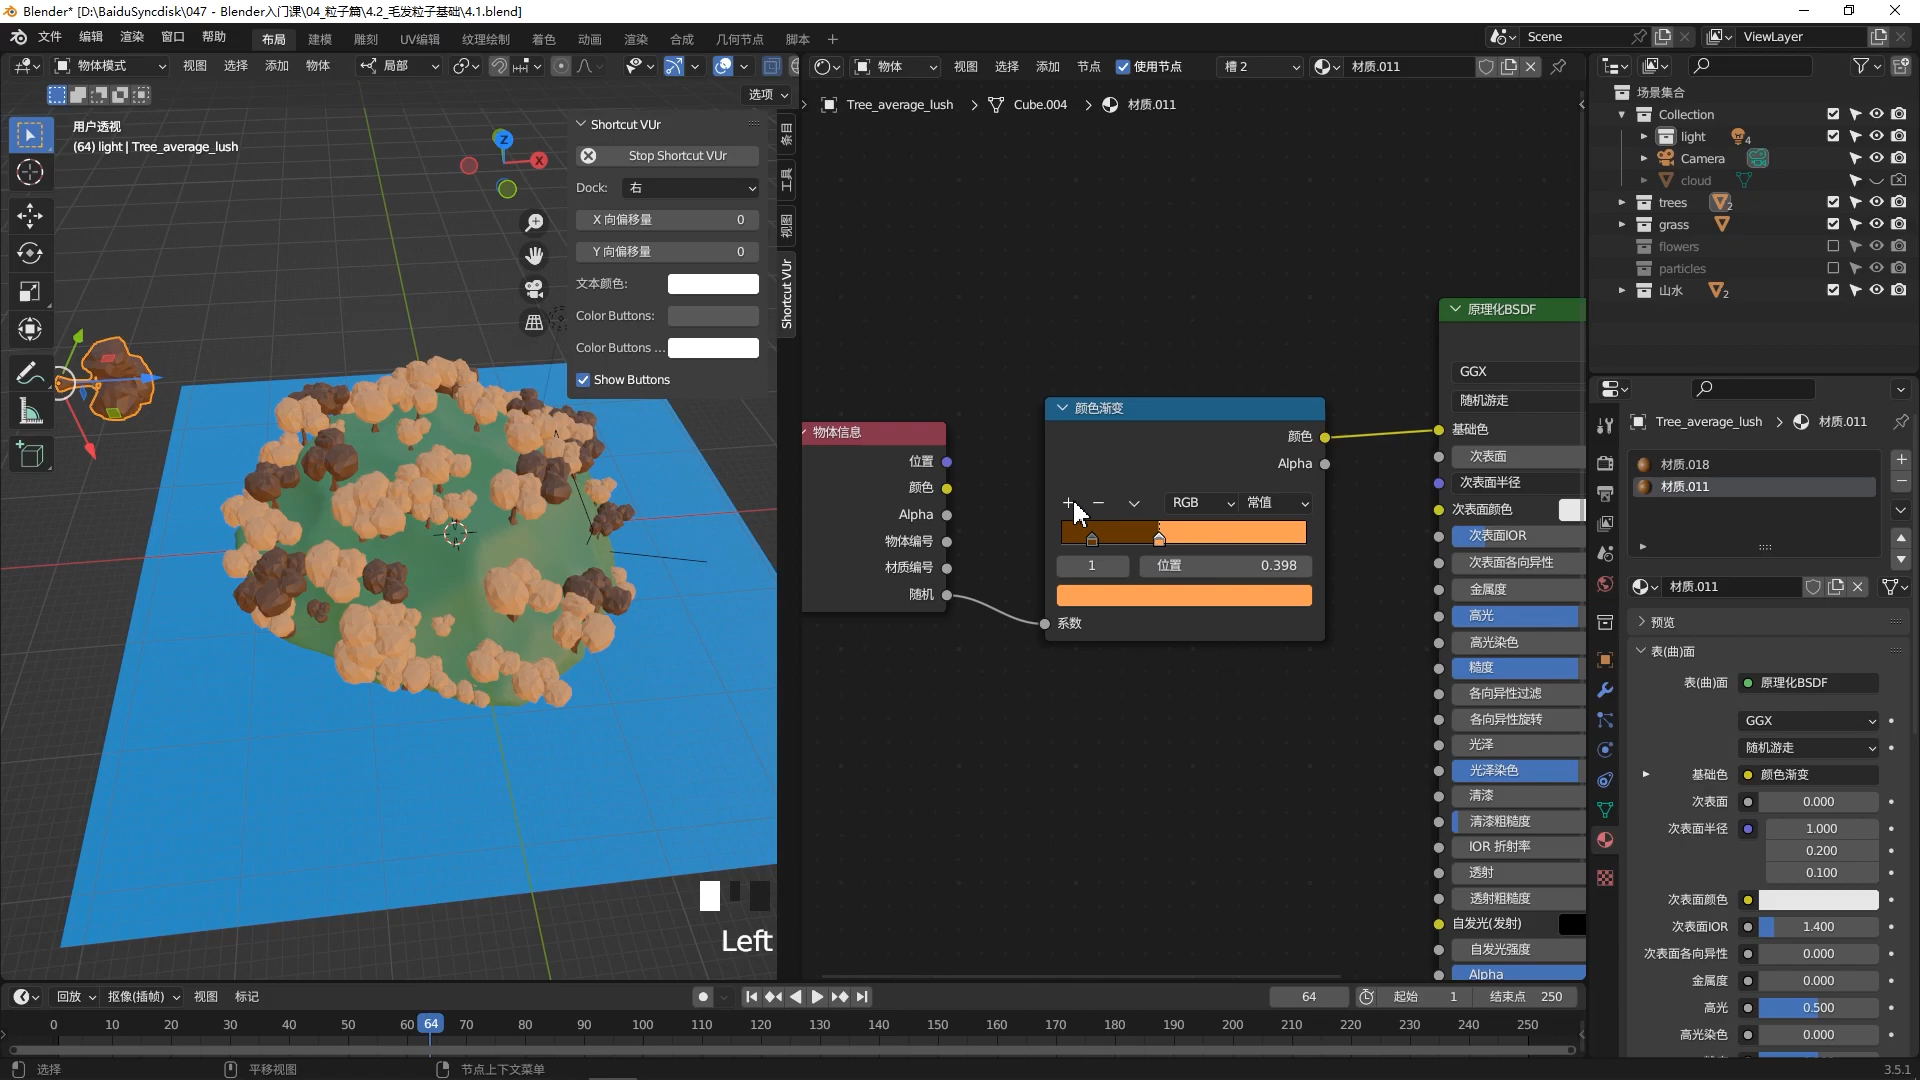 Blender* [D:\BaiduSyncdisk\047 - Blender入门课\04_粒子篇\4.2_毛发粒子基础\4.1.blend]
文件 编辑 渲染 窗口 帮助 布局 建模 雕刻 UV编辑 纹理绘制 着色 动画 渲染 合成 几何节点 脚本 + Scene ViewLayer
物体模式 视图 选择 添加 物体 局部
选项
用户透视
(64) light | Tree_average_lush
Z
X
Shortcut VUr
Stop Shortcut VUr
Dock: 右
X 向偏移量 0
Y 向偏移量 0
文本颜色:
Color Buttons:
Color Buttons ...
Show Buttons
条目
工具
视图
Shortcut VUr
Left
物体 视图 选择 添加 节点 使用节点 槽 2 材质.011
Tree_average_lush > Cube.004 > 材质.011
物体信息
位置
颜色
Alpha
物体编号
材质编号
随机
颜色渐变
颜色
Alpha
RGB 常值
1 位置 0.398
系数
原理化BSDF
GGX
随机游走
基础色
次表面
次表面半径
次表面颜色
次表面IOR
次表面各向异性
金属度
高光
高光染色
糙度
各向异性过滤
各向异性旋转
光泽
光泽染色
清漆
清漆粗糙度
IOR 折射率
透射
透射粗糙度
自发光(发射)
自发光强度
Alpha
场景集合
Collection
light 4
Camera
cloud
trees 2
grass
flowers
particles
山水 2
Tree_average_lush > 材质.011
材质.018
材质.011
材质.011
预览
表(曲)面
表(曲)面 原理化BSDF
GGX
随机游走
基础色 颜色渐变
次表面 0.000
次表面半径 1.000
0.200
0.100
次表面颜色
次表面IOR 1.400
次表面各向异性 0.000
金属度 0.000
高光 0.500
高光染色 0.000
回放 抠像(插帧) 视图 标记 64 起始 1 结束点 250
0 10 20 30 40 50 60 64 70 80 90 100 110 120 130 140 150 160 170 180 190 200 210 220 230 240 250
选择 平移视图 节点上下文菜单 3.5.1